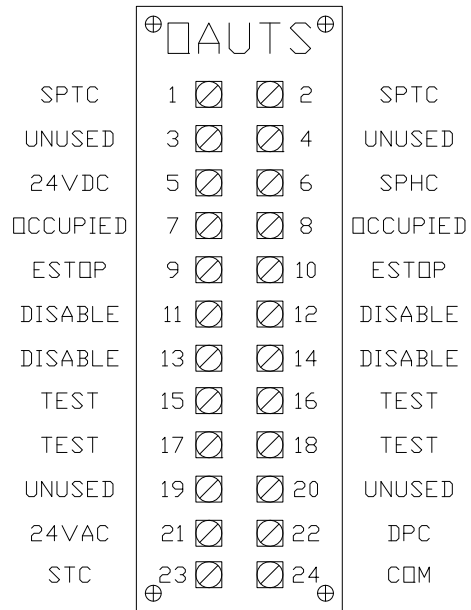 OAUTS
SPTC 1 2 SPTC
UNUSED 3 4 UNUSED
24VDC 5 6 SPHC
OCCUPIED 7 8 OCCUPIED
ESTOP 9 10 ESTOP
DISABLE 11 12 DISABLE
DISABLE 13 14 DISABLE
TEST 15 16 TEST
TEST 17 18 TEST
UNUSED 19 20 UNUSED
24VAC 21 22 DPC
STC 23 24 COM